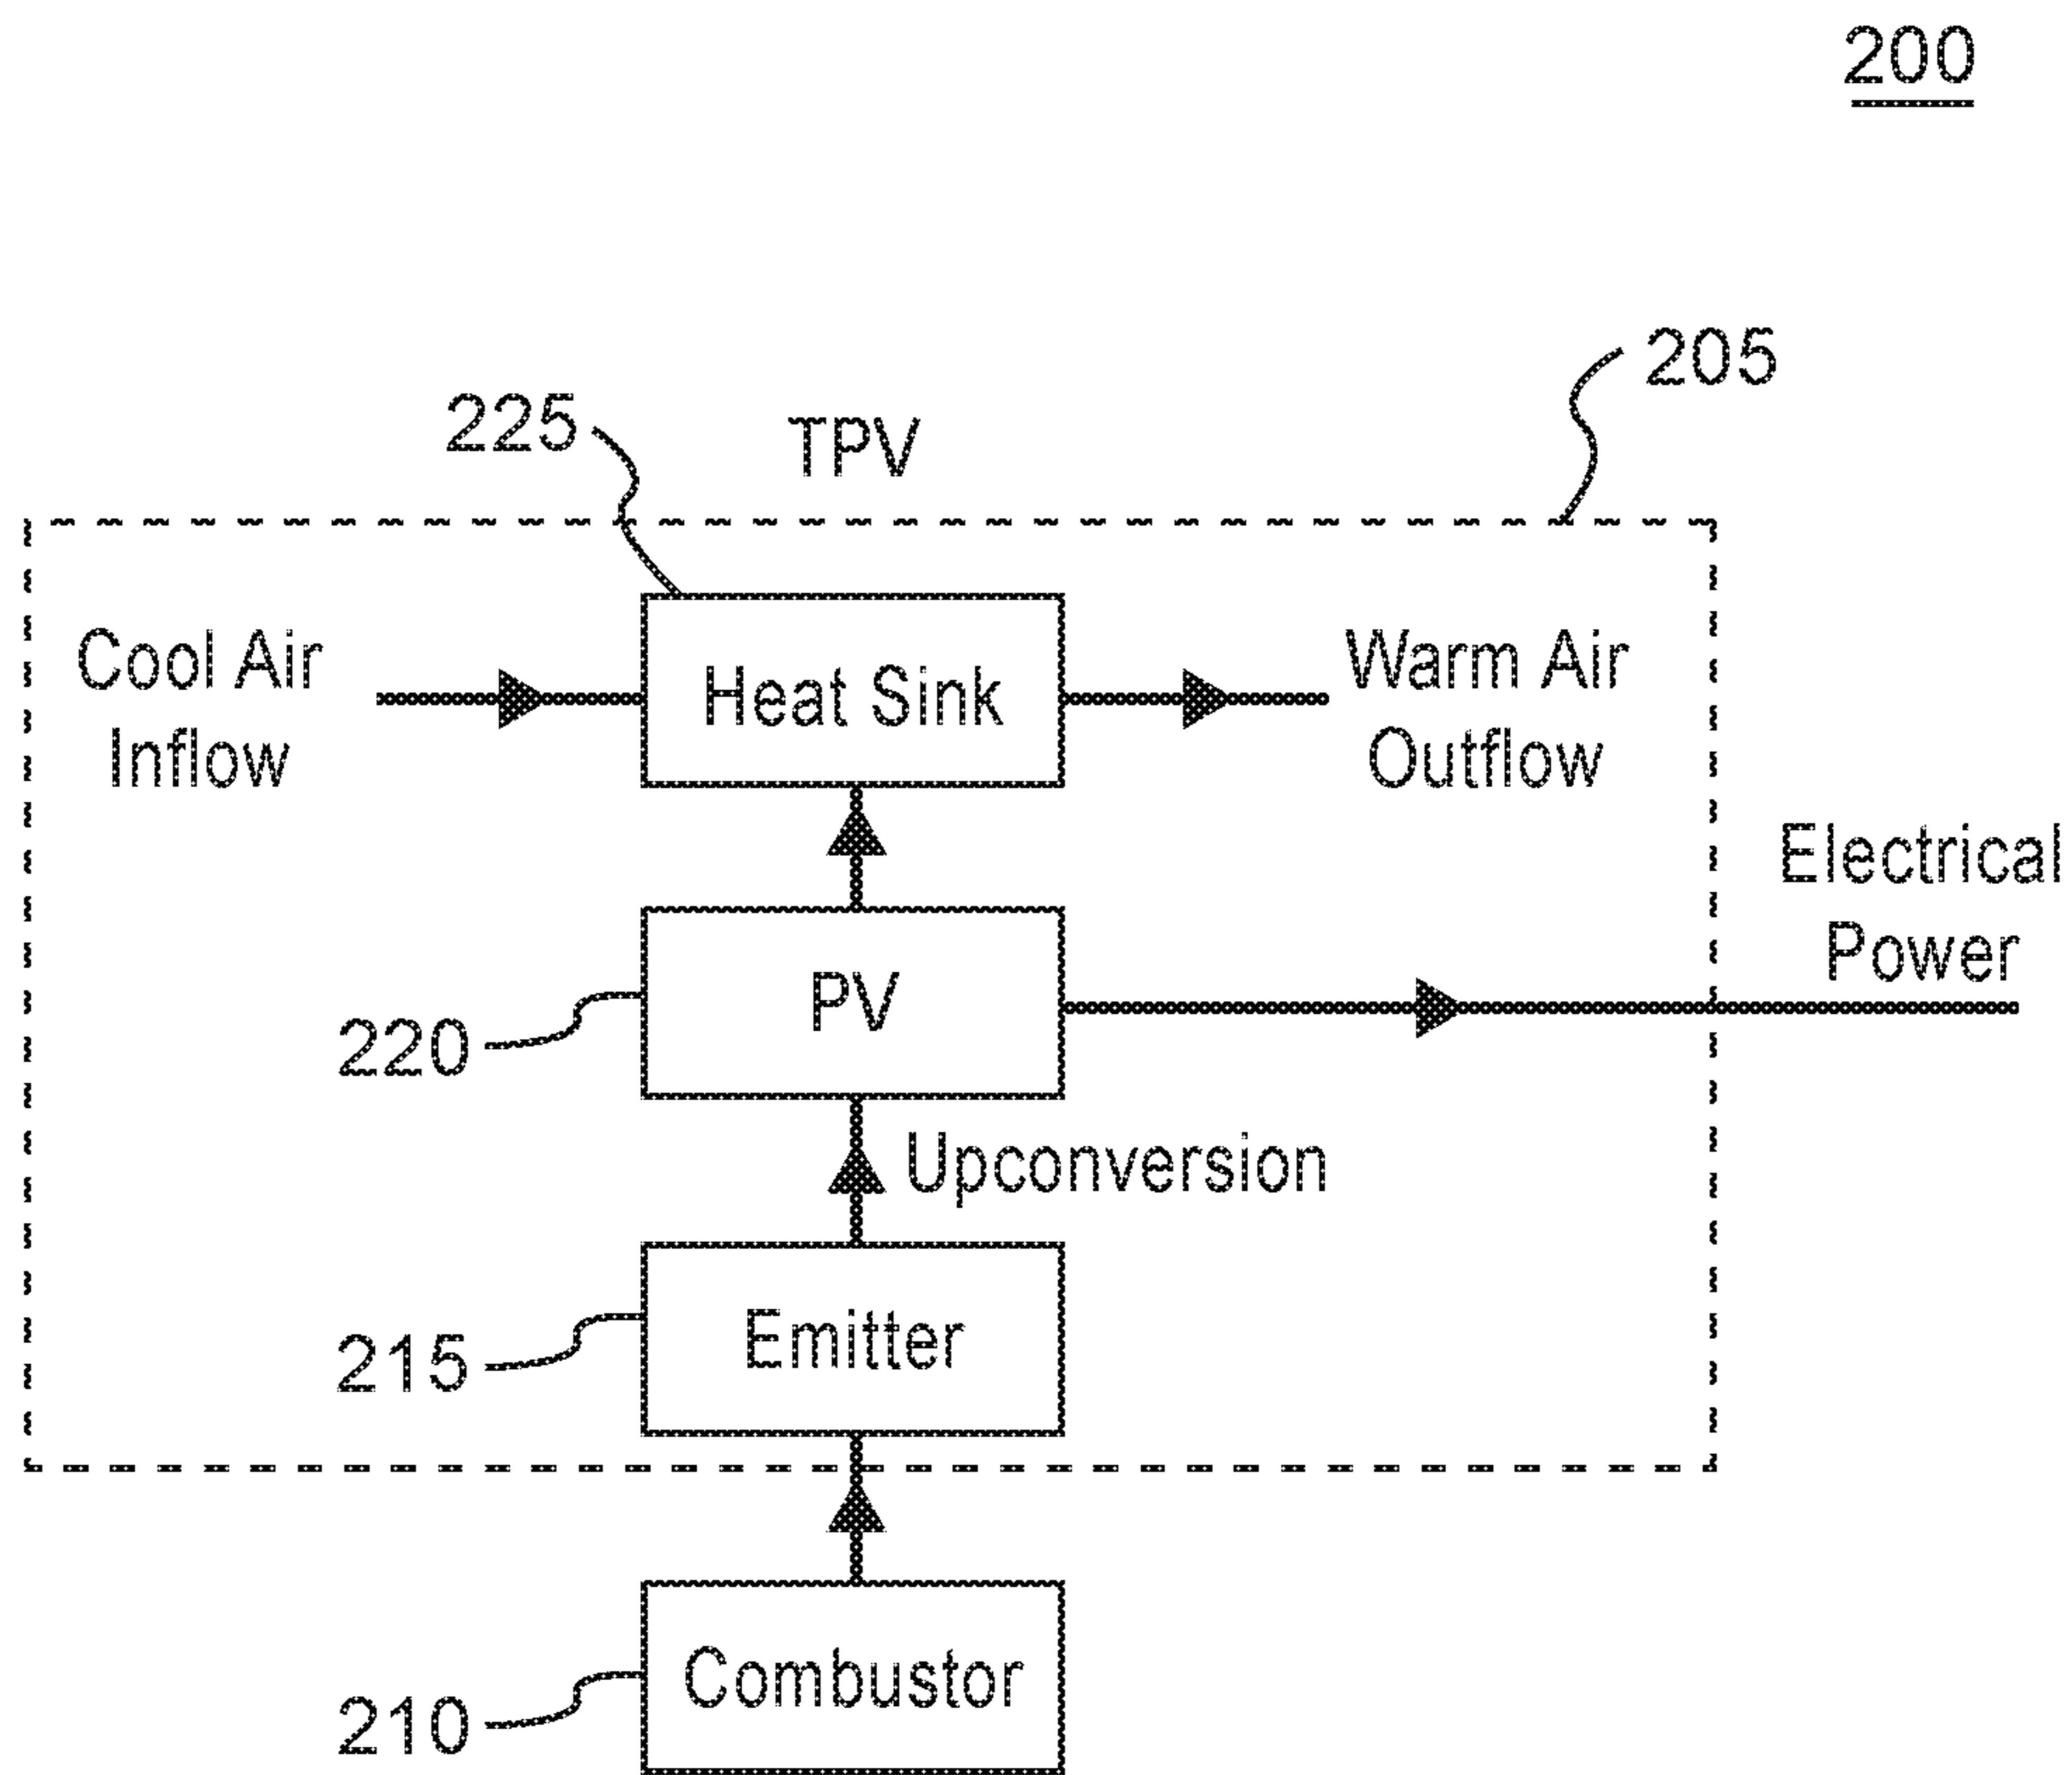 200
205
225
TPV
Cool Air
Inflow
Heat Sink
Warm Air
Outflow
Electrical
Power
PV
220
Upconversion
Emitter
215
Combustor
210